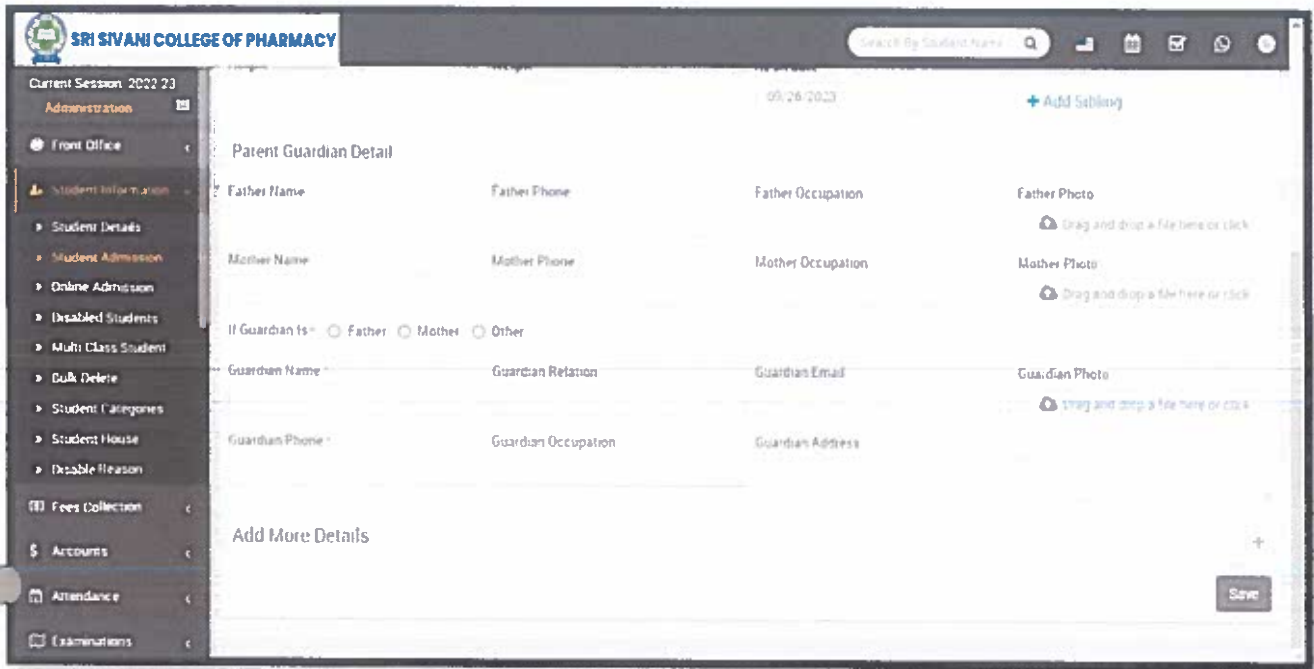 SRI SIVANI COLLEGE OF PHARMACY
Search By Student Name
Current Session: 2022-23
Administration
Front Office
Student Information
Student Details
Student Admission
Online Admission
Disabled Students
Multi Class Student
Bulk Delete
Student Categories
Student House
Disable Reason
Fees Collection
$ Accounts
Attendance
Examinations
09/26/2023
+ Add Sibling
Parent Guardian Detail
Father Name Father Phone Father Occupation Father Photo
Drag and drop a file here or click
Mother Name Mother Phone Mother Occupation Mother Photo
Drag and drop a file here or click
If Guardian Is * Father Mother Other
Guardian Name * Guardian Relation Guardian Email Guardian Photo
Drag and drop a file here or click
Guardian Phone * Guardian Occupation Guardian Address
Add More Details +
Save